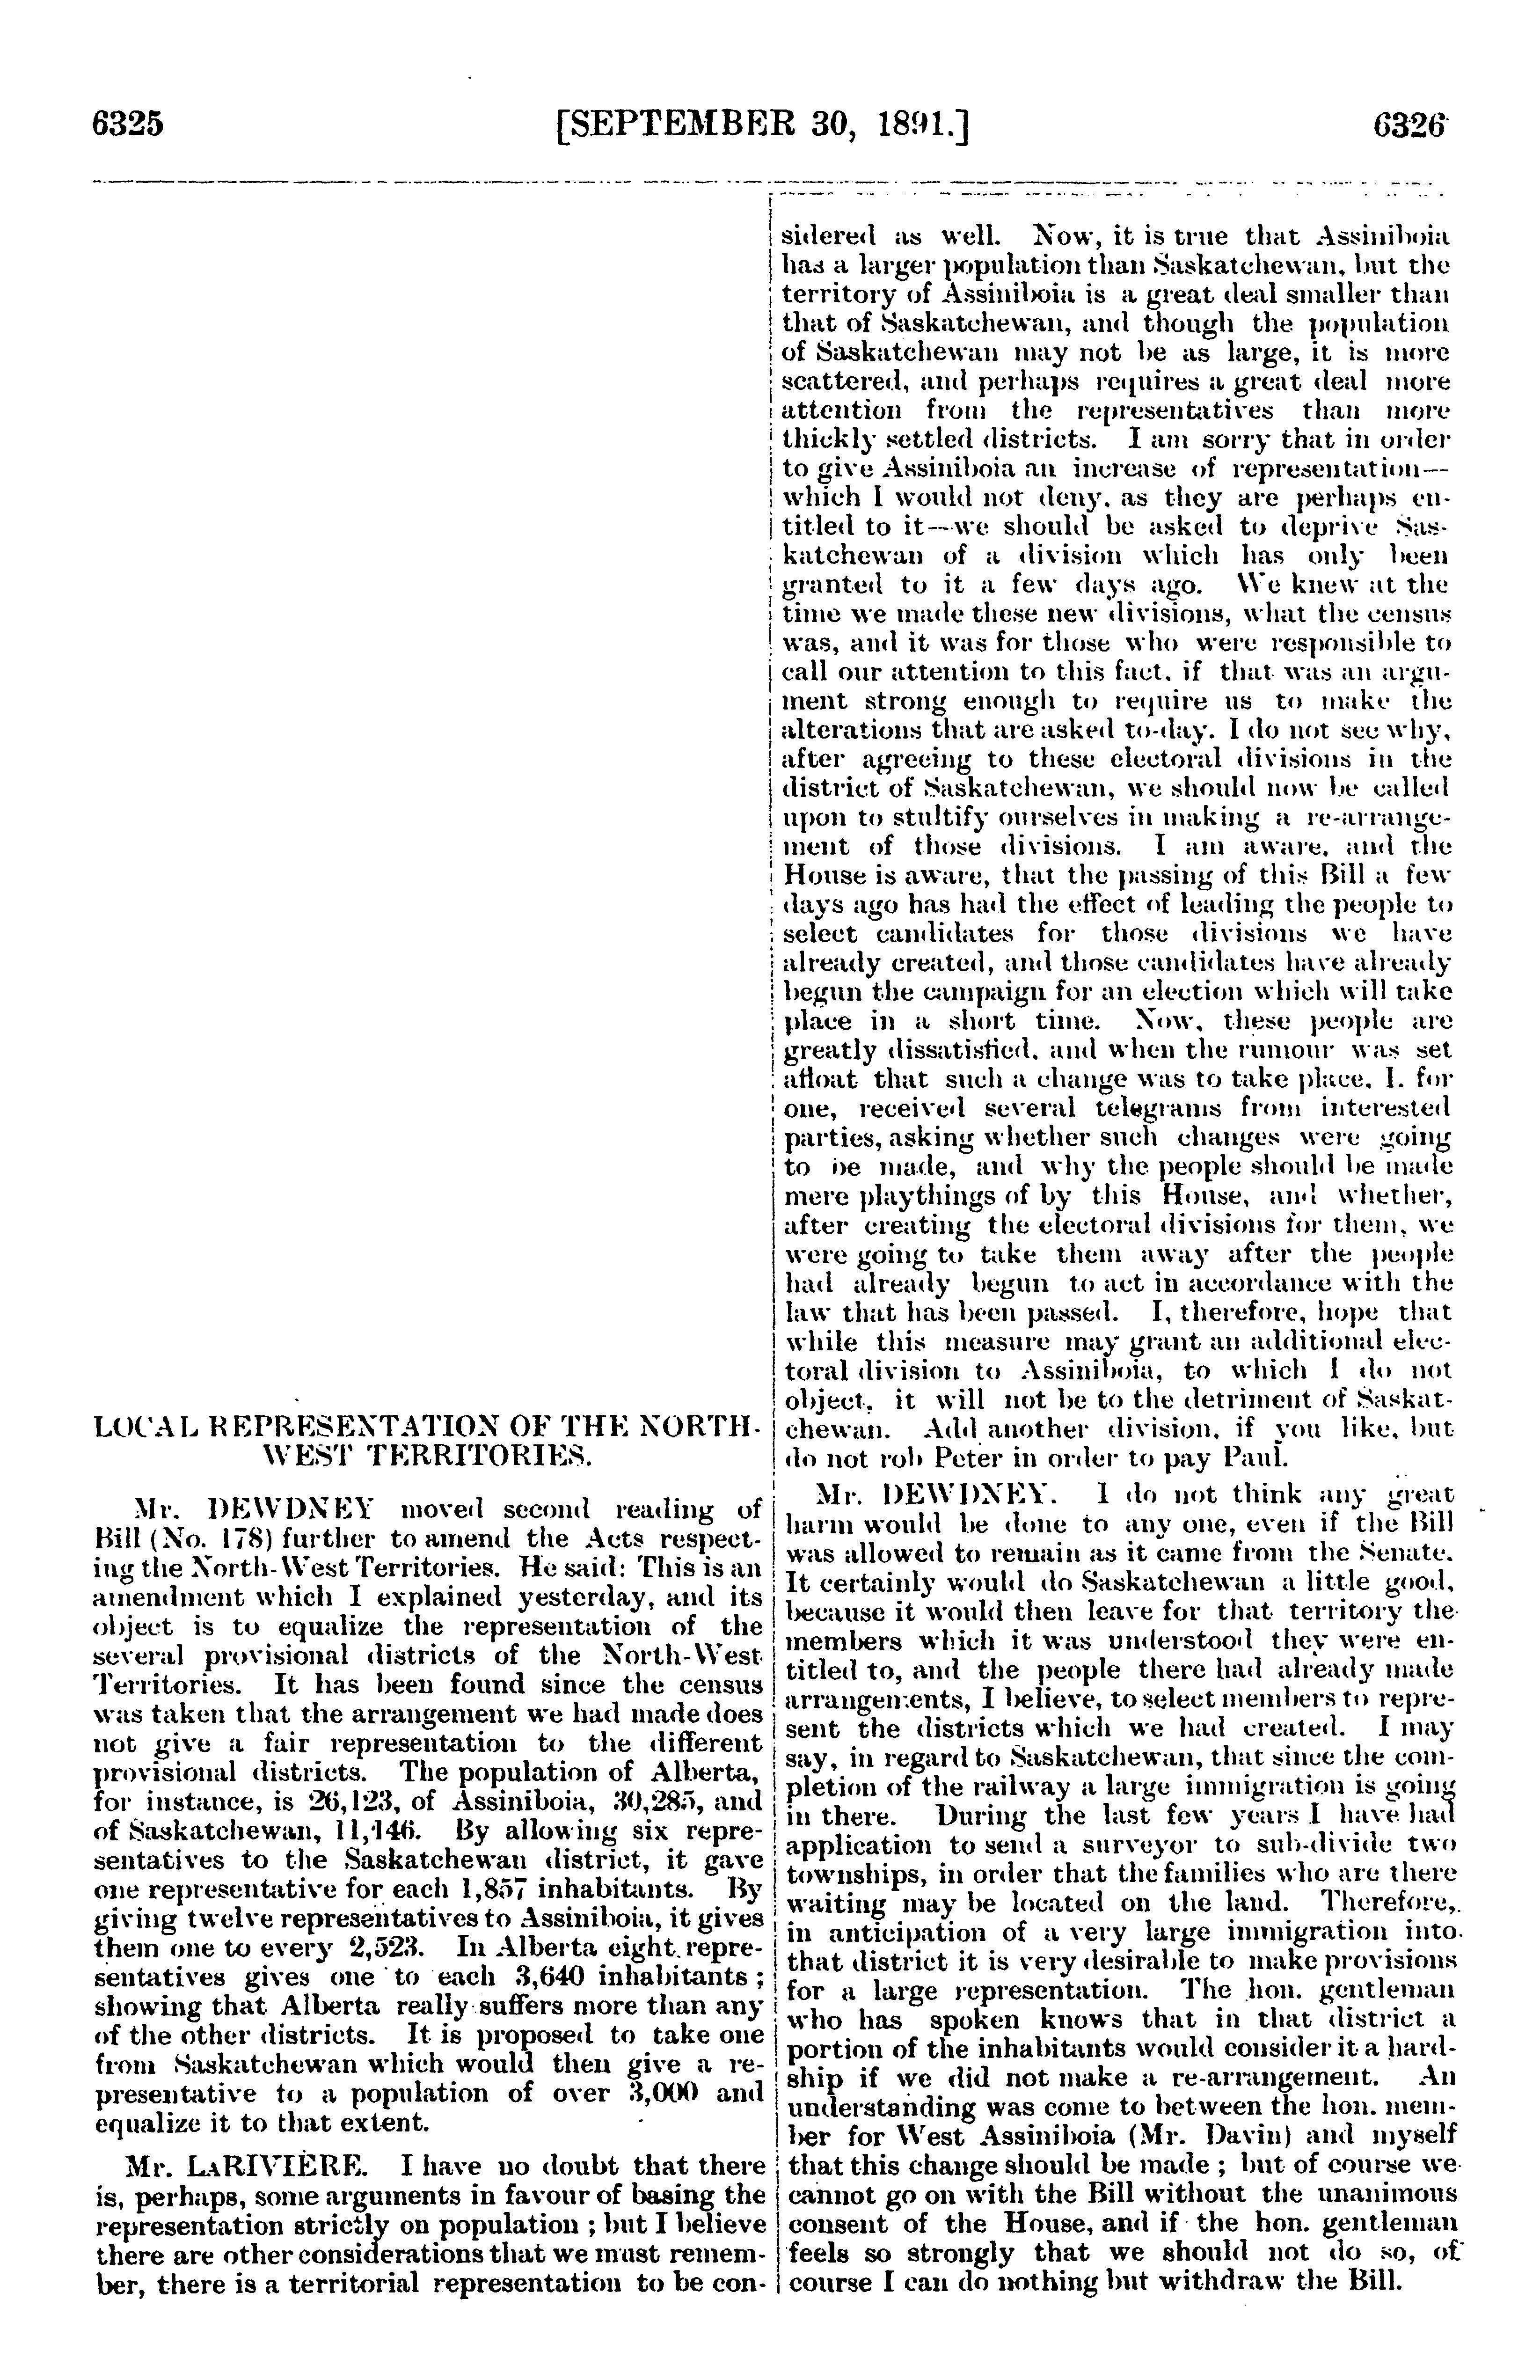 6325 [SEPTEMBER 30, 1891.] 6326
LOCAL REPRESENTATION OF THE NORTH-
WEST TERRITORIES.
Mr. DEWDNEY moved second reading of
Bill (No. 178) further to amend the Acts respect-
ing the North-West Territories. He said: This is an
amendment which I explained yesterday, and its
object is to equalize the representation of the
several provisional districts of the North-West
Territories. It has been found since the census
was taken that the arrangement we had made does
not give a fair representation to the different
provisional districts. The population of Alberta,
for instance, is 26,123, of Assiniboia, 30,285, and
of Saskatchewan, 11,146. By allowing six repre-
sentatives to the Saskatchewan district, it gave
one representative for each 1,857 inhabitants. By
giving twelve representatives to Assiniboia, it gives
them one to every 2,523. In Alberta eight repre-
sentatives gives one to each 3,640 inhabitants;
showing that Alberta really suffers more than any
of the other districts. It is proposed to take one
from Saskatchewan which would then give a re-
presentative to a population of over 3,000 and
equalize it to that extent.
Mr. LARIVIÈRE. I have no doubt that there
is, perhaps, some arguments in favour of basing the
representation strictly on population; but I believe
there are other considerations that we must remem-
ber, there is a territorial representation to be con-
sidered as well. Now, it is true that Assiniboia
has a larger population than Saskatchewan, but the
territory of Assiniboia is a great deal smaller than
that of Saskatchewan, and though the population
of Saskatchewan may not be as large, it is more
scattered, and perhaps requires a great deal more
attention from the representatives than more
thickly settled districts. I am sorry that in order
to give Assiniboia an increase of representation—
which I would not deny, as they are perhaps en-
titled to it—we should be asked to deprive Sas-
katchewan of a division which has only been
granted to it a few days ago. We knew at the
time we made these new divisions, what the census
was, and it was for those who were responsible to
call our attention to this fact, if that was an argu-
ment strong enough to require us to make the
alterations that are asked to-day. I do not see why,
after agreeing to these electoral divisions in the
district of Saskatchewan, we should now be called
upon to stultify ourselves in making a re-arrange-
ment of those divisions. I am aware, and the
House is aware, that the passing of this Bill a few
days ago has had the effect of leading the people to
select candidates for those divisions we have
already created, and those candidates have already
begun the campaign for an election which will take
place in a short time. Now, these people are
greatly dissatisfied, and when the rumour was set
afloat that such a change was to take place, I, for
one, received several telegrams from interested
parties, asking whether such changes were going
to be made, and why the people should be made
mere playthings of by this House, and whether,
after creating the electoral divisions for them, we
were going to take them away after the people
had already begun to act in accordance with the
law that has been passed. I, therefore, hope that
while this measure may grant an additional elec-
toral division to Assiniboia, to which I do not
object, it will not be to the detriment of Saskat-
chewan. Add another division, if you like, but
do not rob Peter in order to pay Paul.
Mr. DEWDNEY. I do not think any great
harm would be done to any one, even if the Bill
was allowed to remain as it came from the Senate.
It certainly would do Saskatchewan a little good,
because it would then leave for that territory the
members which it was understood they were en-
titled to, and the people there had already made
arrangements, I believe, to select members to repre-
sent the districts which we had created. I may
say, in regard to Saskatchewan, that since the com-
pletion of the railway a large immigration is going
in there. During the last few years I have had
application to send a surveyor to sub-divide two
townships, in order that the families who are there
waiting may be located on the land. Therefore,
in anticipation of a very large immigration into
that district it is very desirable to make provisions
for a large representation. The hon. gentleman
who has spoken knows that in that district a
portion of the inhabitants would consider it a hard-
ship if we did not make a re-arrangement. An
understanding was come to between the hon. mem-
ber for West Assiniboia (Mr. Davin) and myself
that this change should be made; but of course we
cannot go on with the Bill without the unanimous
consent of the House, and if the hon. gentleman
feels so strongly that we should not do so, of
course I can do nothing but withdraw the Bill.